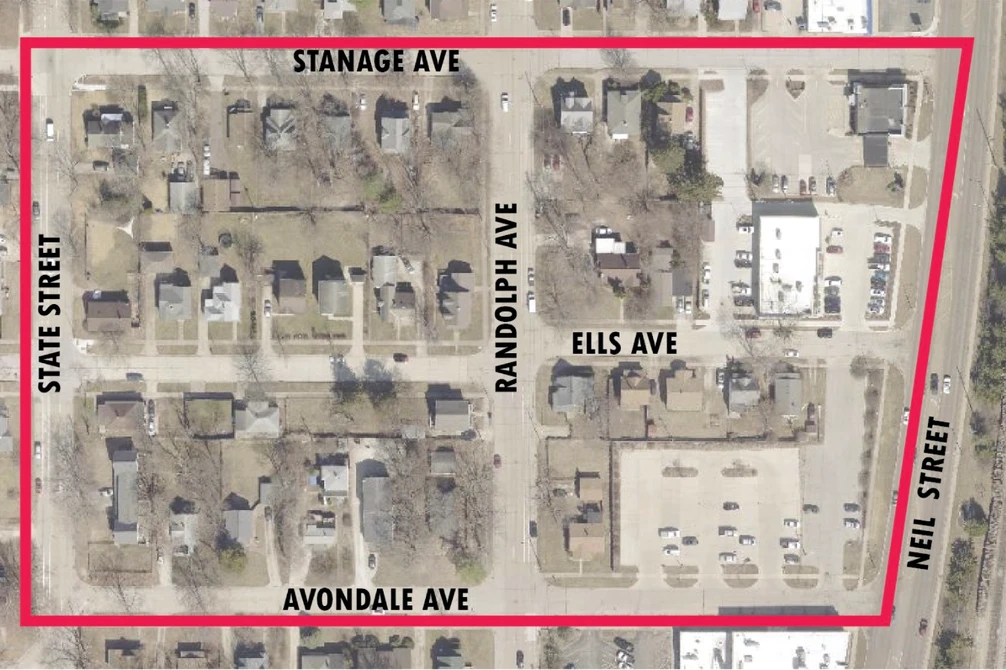 STANAGE AVE
STATE STREET
RANDOLPH AVE
ELLS AVE
NEIL STREET
AVONDALE AVE